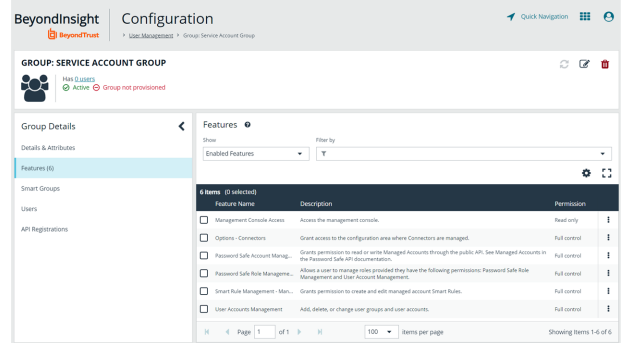 BeyondInsight
BeyondTrust
Configuration
User Management > Group: Service Account Group
Quick Navigation
GROUP: SERVICE ACCOUNT GROUP
Has 0 users
Active Group not provisioned
Group Details
Details & Attributes
Features (6)
Smart Groups
Users
API Registrations
Features
Show
Filter by
Enabled Features
6 items (0 selected)
Feature Name Description Permission
Management Console Access Access the management console. Read only
Options - Connectors Grant access to the configuration area where Connectors are managed. Full control
Password Safe Account Manag... Grants permission to read or write Managed Accounts through the public API. See Managed Accounts in
the Password Safe API documentation. Full control
Password Safe Role Manageme... Allows a user to manage roles provided they have the following permissions: Password Safe Role
Management and User Account Management. Full control
Smart Rule Management - Man... Grants permission to create and edit managed account Smart Rules. Full control
User Accounts Management Add, delete, or change user groups and user accounts. Full control
Page 1 of 1 100 items per page Showing Items 1-6 of 6